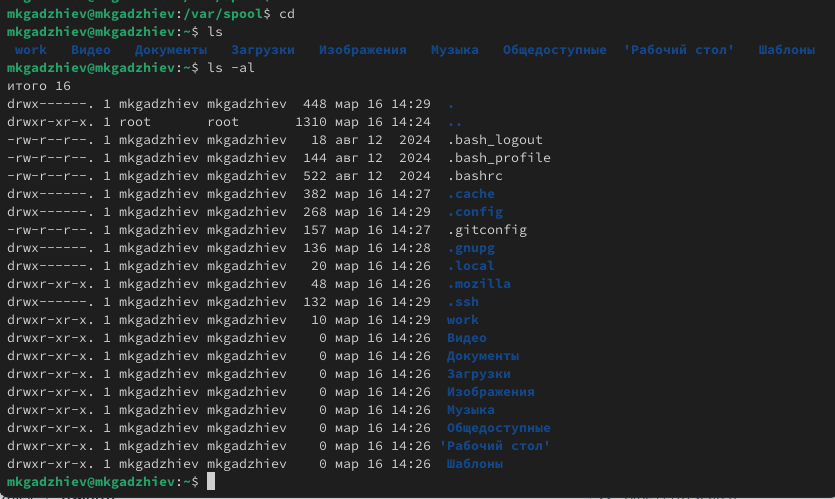 mkgadzhiev@mkgadzhiev:/var/spool$ cd
mkgadzhiev@mkgadzhiev:~$ ls
work Видео Документы Загрузки Изображения Музыка Общедоступные 'Рабочий стол' Шаблоны
mkgadzhiev@mkgadzhiev:~$ ls -al
итого 16
drwx------. 1 mkgadzhiev mkgadzhiev 448 мар 16 14:29 .
drwxr-xr-x. 1 root root 1310 мар 16 14:24 ..
-rw-r--r--. 1 mkgadzhiev mkgadzhiev 18 авг 12 2024 .bash_logout
-rw-r--r--. 1 mkgadzhiev mkgadzhiev 144 авг 12 2024 .bash_profile
-rw-r--r--. 1 mkgadzhiev mkgadzhiev 522 авг 12 2024 .bashrc
drwx------. 1 mkgadzhiev mkgadzhiev 382 мар 16 14:27 .cache
drwx------. 1 mkgadzhiev mkgadzhiev 268 мар 16 14:29 .config
-rw-r--r--. 1 mkgadzhiev mkgadzhiev 157 мар 16 14:27 .gitconfig
drwx------. 1 mkgadzhiev mkgadzhiev 136 мар 16 14:28 .gnupg
drwx------. 1 mkgadzhiev mkgadzhiev 20 мар 16 14:26 .local
drwxr-xr-x. 1 mkgadzhiev mkgadzhiev 48 мар 16 14:26 .mozilla
drwx------. 1 mkgadzhiev mkgadzhiev 132 мар 16 14:29 .ssh
drwxr-xr-x. 1 mkgadzhiev mkgadzhiev 10 мар 16 14:29 work
drwxr-xr-x. 1 mkgadzhiev mkgadzhiev 0 мар 16 14:26 Видео
drwxr-xr-x. 1 mkgadzhiev mkgadzhiev 0 мар 16 14:26 Документы
drwxr-xr-x. 1 mkgadzhiev mkgadzhiev 0 мар 16 14:26 Загрузки
drwxr-xr-x. 1 mkgadzhiev mkgadzhiev 0 мар 16 14:26 Изображения
drwxr-xr-x. 1 mkgadzhiev mkgadzhiev 0 мар 16 14:26 Музыка
drwxr-xr-x. 1 mkgadzhiev mkgadzhiev 0 мар 16 14:26 Общедоступные
drwxr-xr-x. 1 mkgadzhiev mkgadzhiev 0 мар 16 14:26 'Рабочий стол'
drwxr-xr-x. 1 mkgadzhiev mkgadzhiev 0 мар 16 14:26 Шаблоны
mkgadzhiev@mkgadzhiev:~$